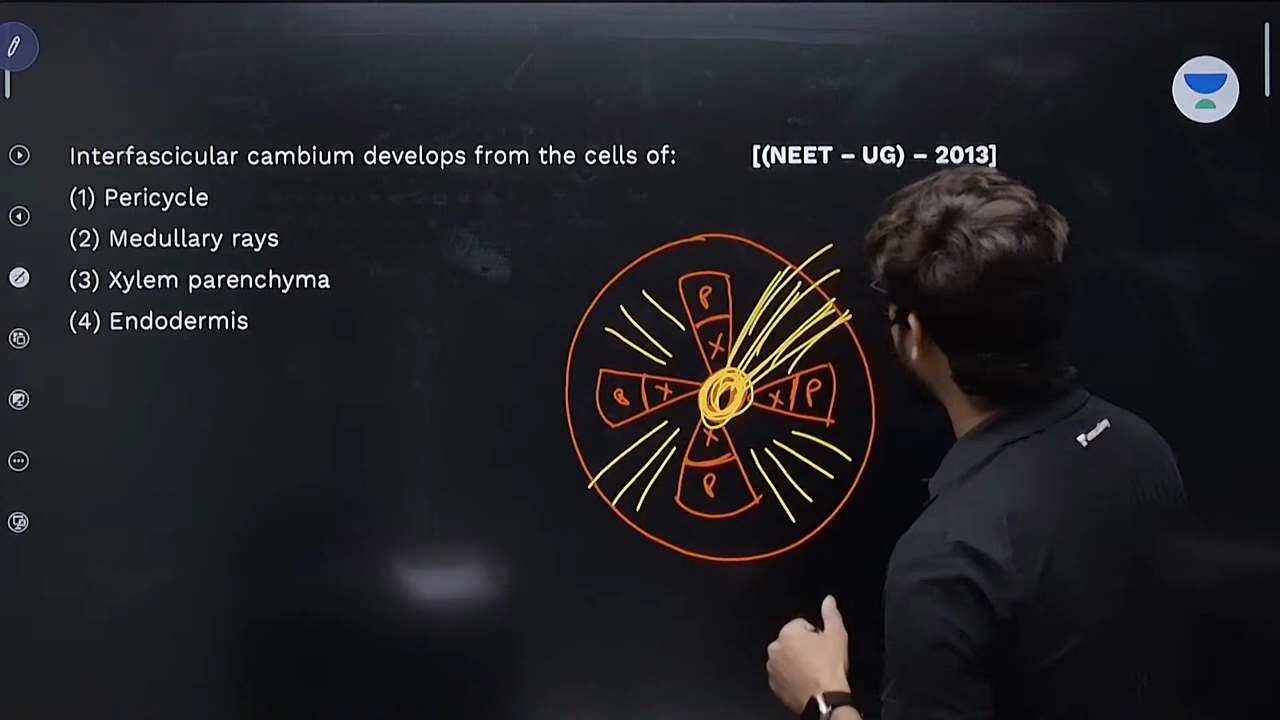 Interfascicular cambium develops from the cells of: [(NEET – UG) – 2013]
(1) Pericycle
(2) Medullary rays
(3) Xylem parenchyma
(4) Endodermis
P
X
P X X P
X
P